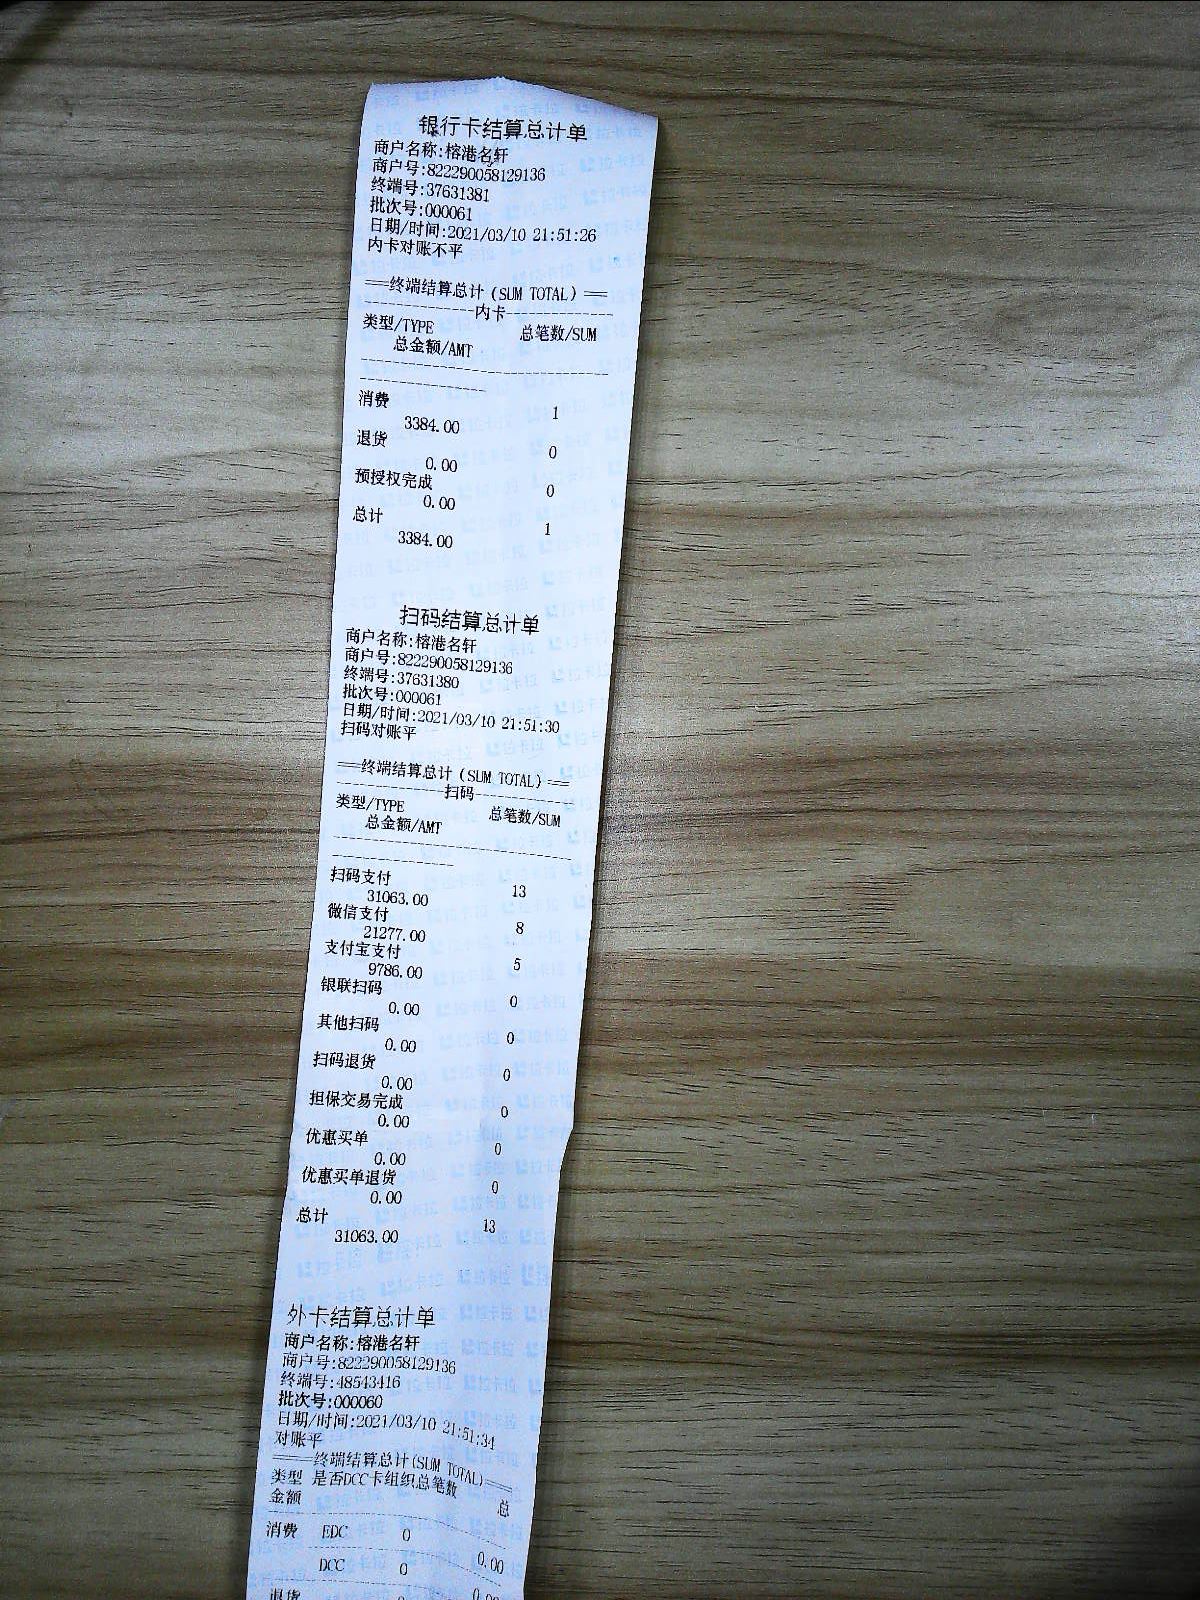 银行卡结算总计单
商户名称:榕港名轩
商户号:822290058129136
终端号:37631381
批次号:000061
日期/时间:2021/03/10 21:51:26
内卡对账不平
===终端结算总计(SUM TOTAL)===
内卡
类型/TYPE 总笔数/SUM
总金额/AMT
消费 1
3384.00
退货 0
0.00
预授权完成 0
0.00
总计 1
3384.00
扫码结算总计单
商户名称:榕港名轩
商户号:822290058129136
终端号:37631380
批次号:000061
日期/时间:2021/03/10 21:51:30
扫码对账平
===终端结算总计(SUM TOTAL)===
扫码
类型/TYPE 总笔数/SUM
总金额/AMT
扫码支付 13
31063.00
微信支付 8
21277.00
支付宝支付 5
9786.00
银联扫码 0
0.00
其他扫码 0
0.00
扫码退货 0
0.00
担保交易完成 0
0.00
优惠买单 0
0.00
优惠买单退货 0
0.00
总计 13
31063.00
外卡结算总计单
商户名称:榕港名轩
商户号:822290058129136
终端号:48543416
批次号:000060
日期/时间:2021/03/10 21:51:34
对账平
=====终端结算总计(SUM TOTAL)====
类型 是否DCC卡组织总笔数 总
金额
消费 EDC 0 0.00
DCC 0 0.00
退货